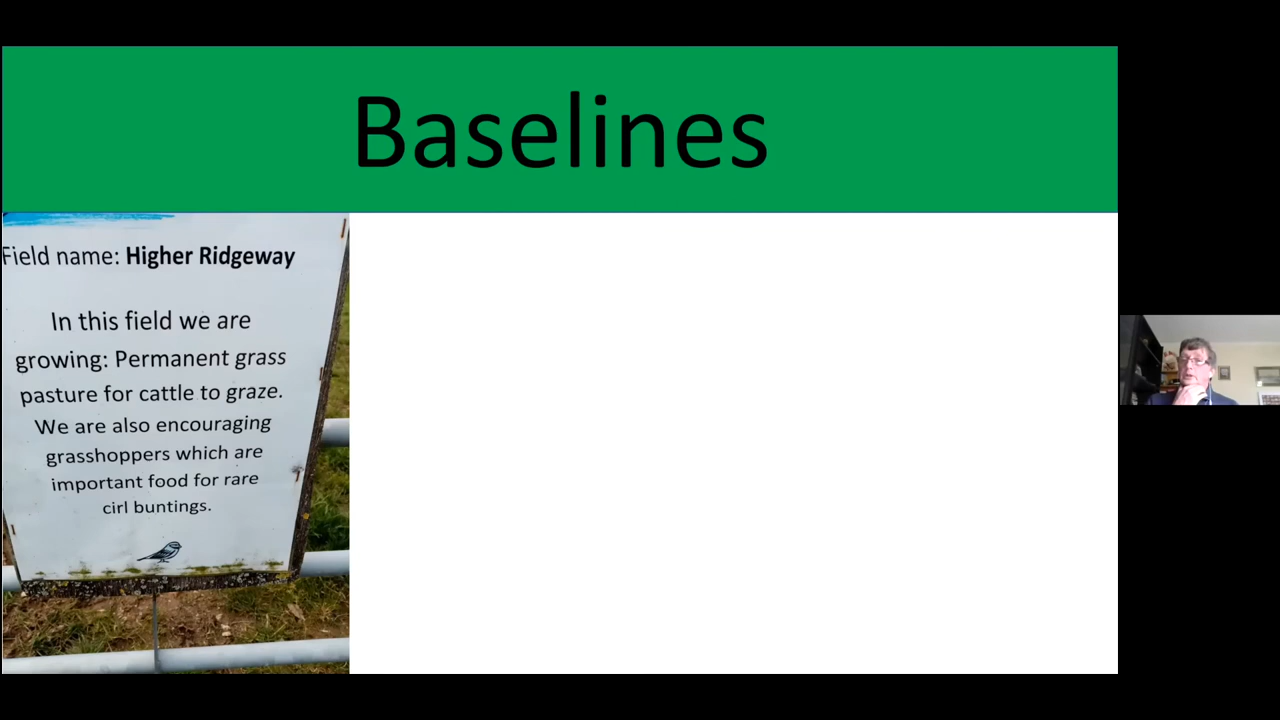 Baselines
Field name: Higher Ridgeway
In this field we are
growing: Permanent grass
pasture for cattle to graze.
We are also encouraging
grasshoppers which are
important food for rare
cirl buntings.